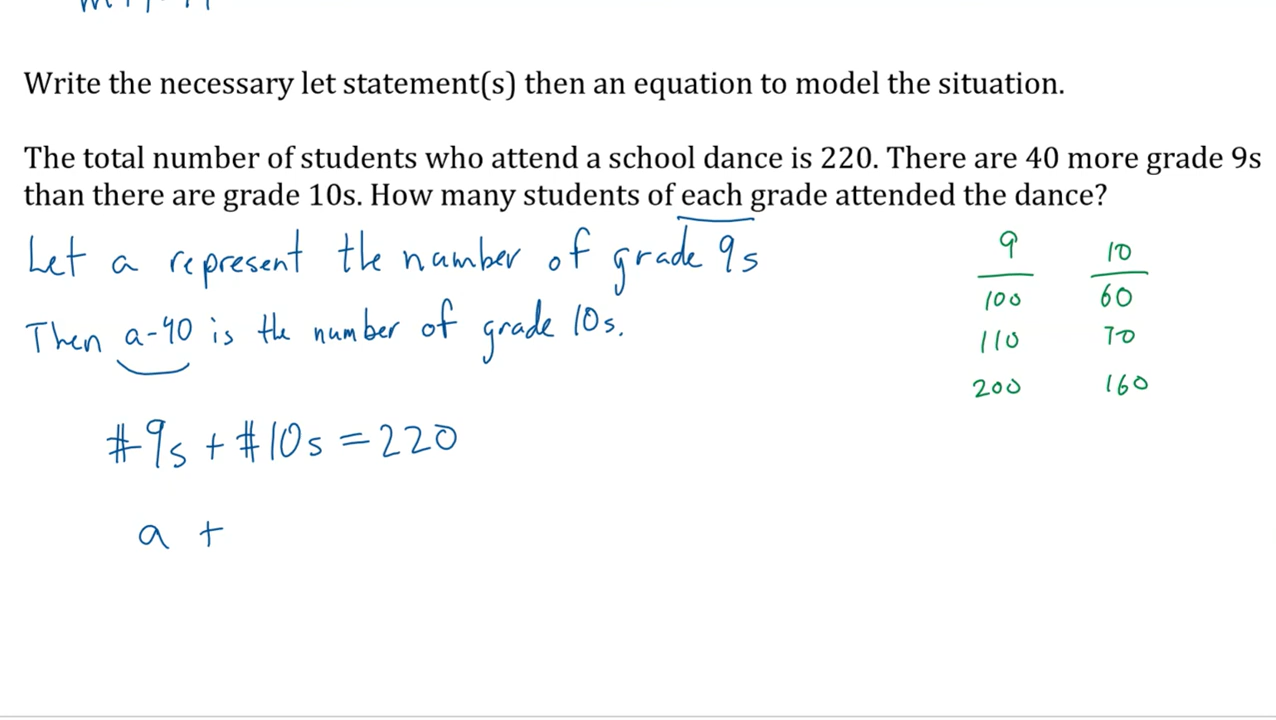 Write the necessary let statement(s) then an equation to model the situation.
The total number of students who attend a school dance is 220. There are 40 more grade 9s
than there are grade 10s. How many students of each grade attended the dance?
Let a represent the number of grade 9s
Then a-40 is the number of grade 10s.
#9s + #10s = 220
a +
9 10
100 60
110 70
200 160